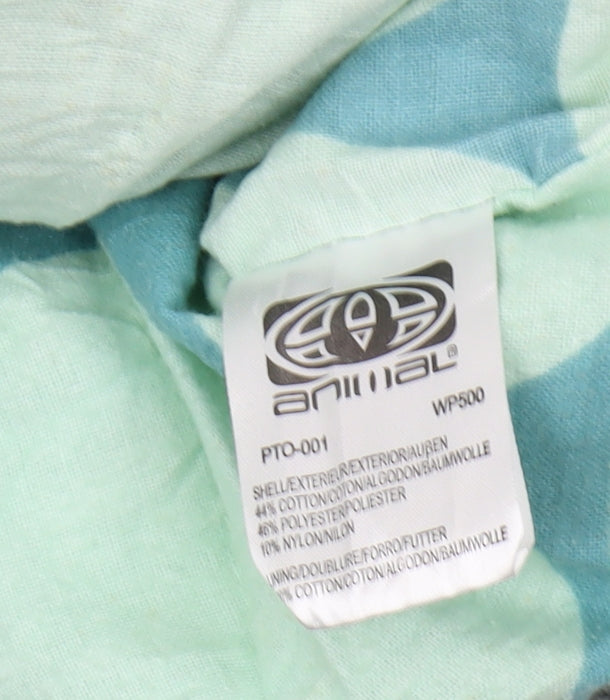 animal®
WP500
PTO-001
SHELL/EXTERIEUR/EXTERIOR/AUßEN
44% COTTON/COTON/ALGODON/BAUMWOLLE
46% POLYESTER/POLIESTER
10% NYLON/NILON
LINING/DOUBLURE/FORRO/FUTTER
COTTON/COTON/ALGODON/BAUMWOLLE